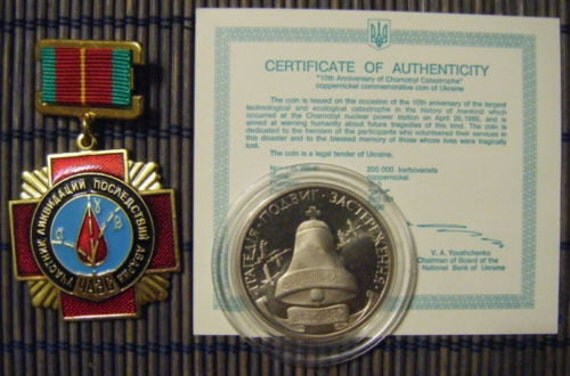 УЧАСТНИК ЛИКВИДАЦИИ ПОСЛЕДСТВИЙ АВАРИИ
ЧАЭС
α γ β
CERTIFICATE OF AUTHENTICITY
"10th Anniversary of Chornobyl Catastrophe"
coppernickel commemorative coin of Ukraine
The coin is issued on the occasion of the 10th anniversary of the largest
technological and ecological catastrophe in the history of mankind which
occurred at the Chornobyl nuclear power station on April 26, 1986, and is
aimed at warning humanity about future tragedies of this kind. The coin is
dedicated to the heroism of the participants who volunteered their services in
this disaster and to the blessed memory of those whose lives were tragically
lost.
The coin is a legal tender of Ukraine.
200 000 karbovanets
coppernickel
V. A. Yushchenko
Chairman of Board of the
National Bank of Ukraine
ТРАГЕДІЯ · ПОДВИГ · ЗАСТЕРЕЖЕННЯ